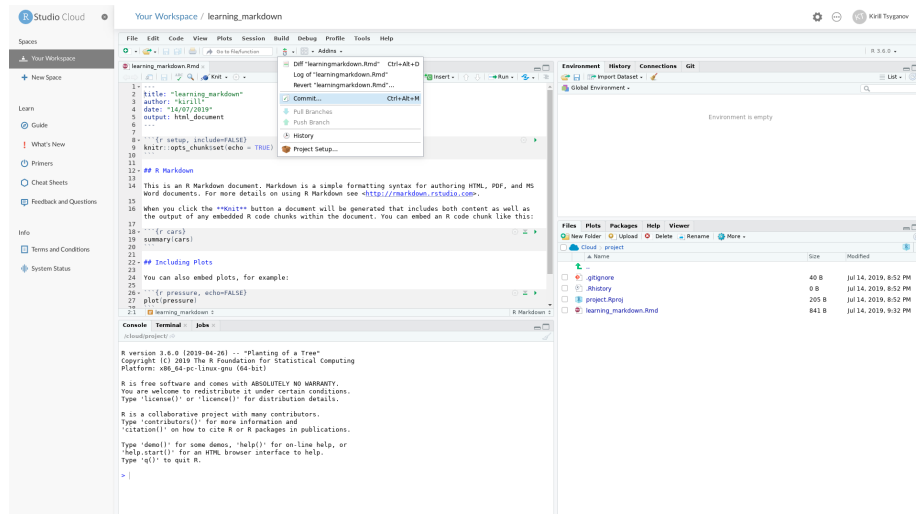 R Studio Cloud
Your Workspace / learning_markdown
Kirill Tsyganov
Spaces
Your Workspace
New Space
Learn
Guide
What's New
Primers
Cheat Sheets
Feedback and Questions
Info
Terms and Conditions
System Status
File Edit Code View Plots Session Build Debug Profile Tools Help
Go to file/function
Addins
R 3.6.0
learning_markdown.Rmd
Knit
Insert
Run
Diff "learningmarkdown.Rmd" Ctrl+Alt+D
Log of "learningmarkdown.Rmd"
Revert "learningmarkdown.Rmd"...
Commit... Ctrl+Alt+M
Pull Branches
Push Branch
History
Project Setup...
1 ---
2 title: "learning_markdown"
3 author: "kirill"
4 date: "14/07/2019"
5 output: html_document
6 ---
7
8 ```{r setup, include=FALSE}
9 knitr::opts_chunk$set(echo = TRUE)
10 ```
11
12 ## R Markdown
13
14 This is an R Markdown document. Markdown is a simple formatting syntax for authoring HTML, PDF, and MS
Word documents. For more details on using R Markdown see <http://rmarkdown.rstudio.com>.
15
16 When you click the **Knit** button a document will be generated that includes both content as well as
the output of any embedded R code chunks within the document. You can embed an R code chunk like this:
17
18 ```{r cars}
19 summary(cars)
20 ```
21
22 ## Including Plots
23
24 You can also embed plots, for example:
25
26 ```{r pressure, echo=FALSE}
27 plot(pressure)
28 ```
2:1 learning_markdown R Markdown
Console Terminal Jobs
/cloud/project/
R version 3.6.0 (2019-04-26) -- "Planting of a Tree"
Copyright (C) 2019 The R Foundation for Statistical Computing
Platform: x86_64-pc-linux-gnu (64-bit)
R is free software and comes with ABSOLUTELY NO WARRANTY.
You are welcome to redistribute it under certain conditions.
Type 'license()' or 'licence()' for distribution details.
R is a collaborative project with many contributors.
Type 'contributors()' for more information and
'citation()' on how to cite R or R packages in publications.
Type 'demo()' for some demos, 'help()' for on-line help, or
'help.start()' for an HTML browser interface to help.
Type 'q()' to quit R.
>
Environment History Connections Git
Import Dataset
List
Global Environment
Environment is empty
Files Plots Packages Help Viewer
New Folder Upload Delete Rename More
Cloud project
Name Size Modified
..
.gitignore 40 B Jul 14, 2019, 8:52 PM
.Rhistory 0 B Jul 14, 2019, 8:52 PM
project.Rproj 205 B Jul 14, 2019, 8:52 PM
learning_markdown.Rmd 841 B Jul 14, 2019, 9:32 PM